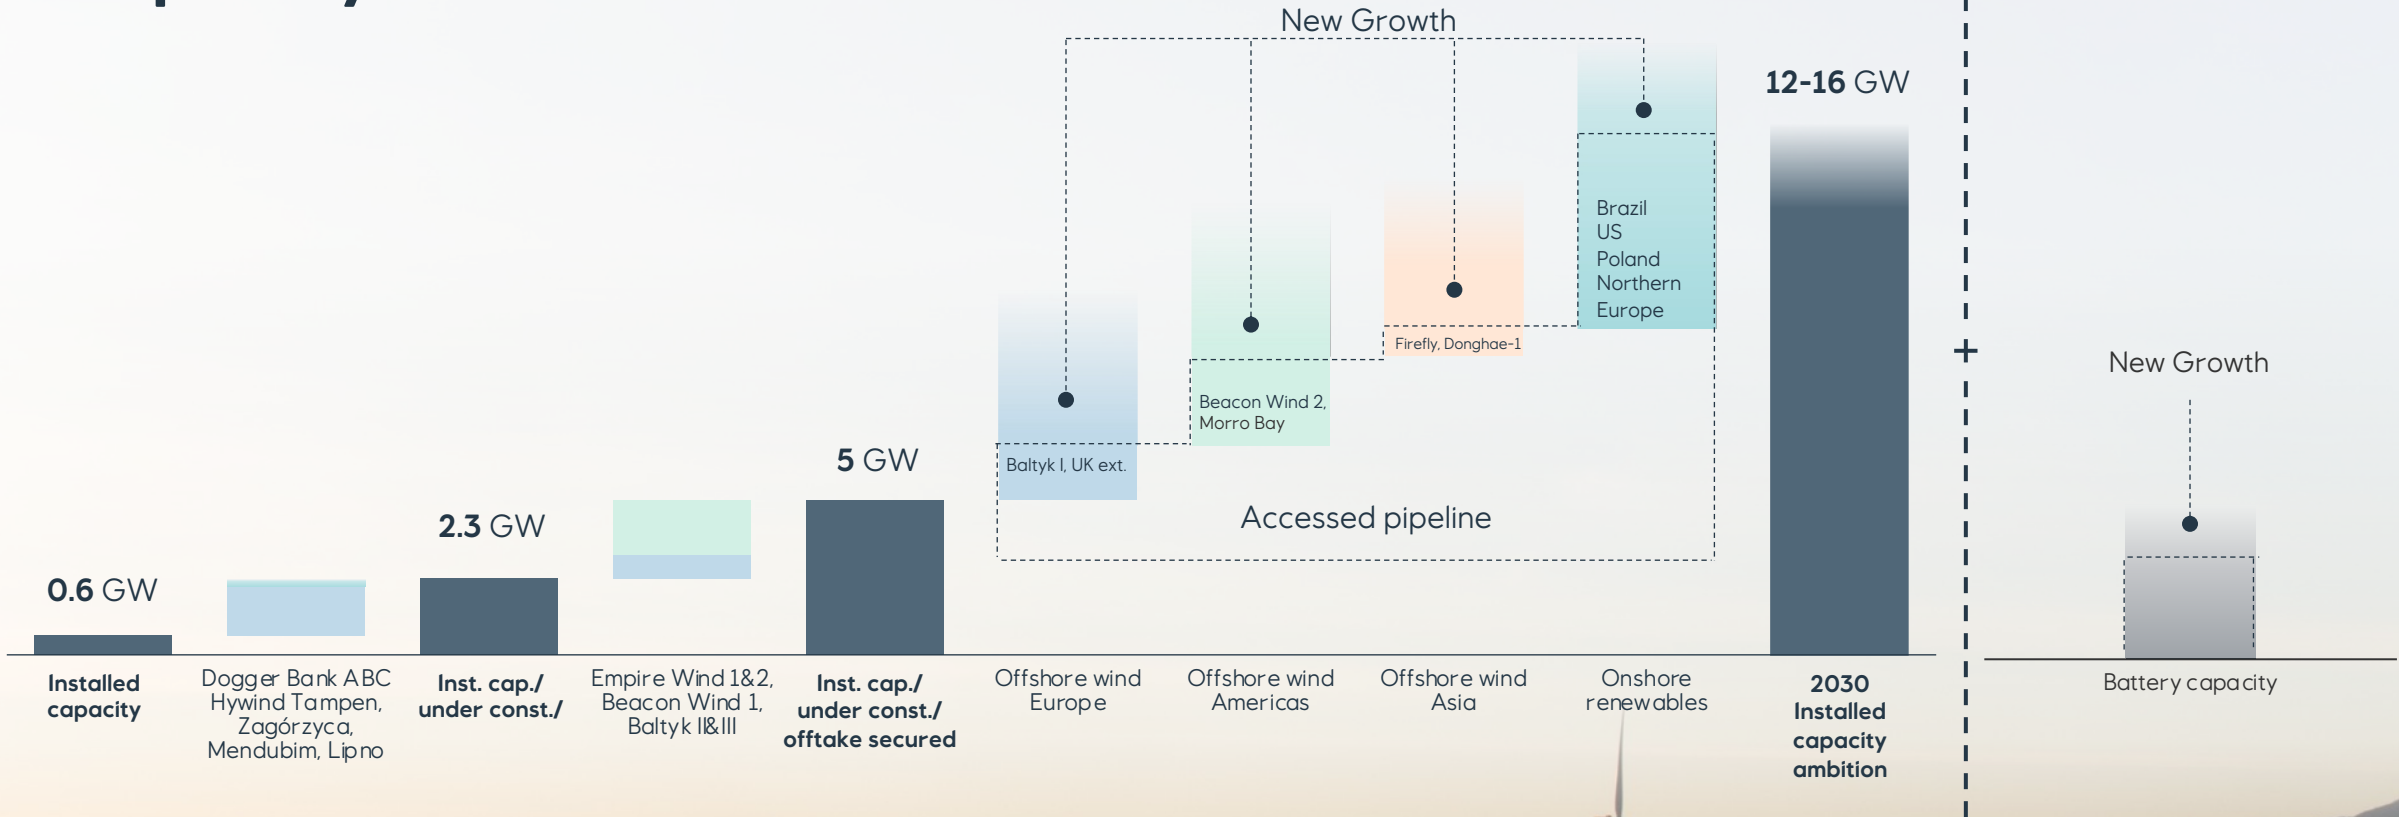 New Growth
12-16 GW
Brazil
US
Poland
Northern
Europe
Firefly, Donghae-1
Beacon Wind 2,
Morro Bay
Baltyk I, UK ext.
Accessed pipeline
5 GW
2.3 GW
0.6 GW
New Growth
Installed
capacity
Dogger Bank ABC
Hywind Tampen,
Zagórzyca,
Mendubim, Lipno
Inst. cap./
under const./
Empire Wind 1&2,
Beacon Wind 1,
Baltyk II&III
Inst. cap./
under const./
offtake secured
Offshore wind
Europe
Offshore wind
Americas
Offshore wind
Asia
Onshore
renewables
2030
Installed
capacity
ambition
+
Battery capacity